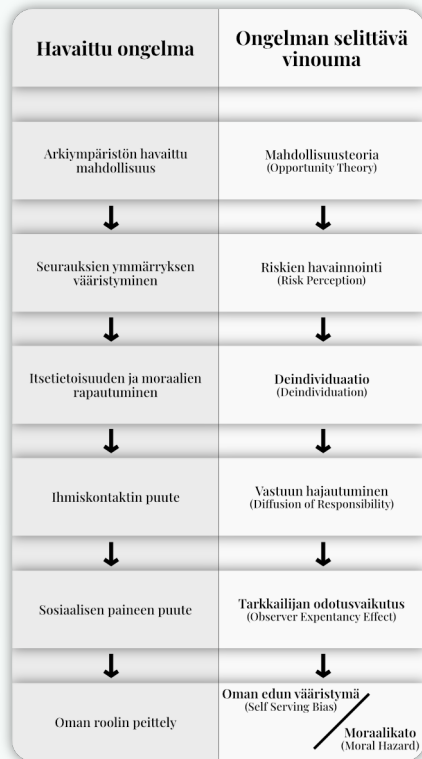 Havaittu ongelma
Ongelman selittävä
vinouma
Arkiympäristön havaittu
mahdollisuus
Mahdollisuusteoria
(Opportunity Theory)
Seurauksien ymmärryksen
vääristyminen
Riskien havainnointi
(Risk Perception)
Itsetietoisuuden ja moraalien
rapautuminen
Deindividuaatio
(Deindividuation)
Ihmiskontaktin puute
Vastuun hajautuminen
(Diffusion of Responsibility)
Sosiaalisen paineen puute
Tarkkailijan odotusvaikutus
(Observer Expentancy Effect)
Oman roolin peittely
Oman edun vääristymä
(Self Serving Bias)
Moraalikato
(Moral Hazard)